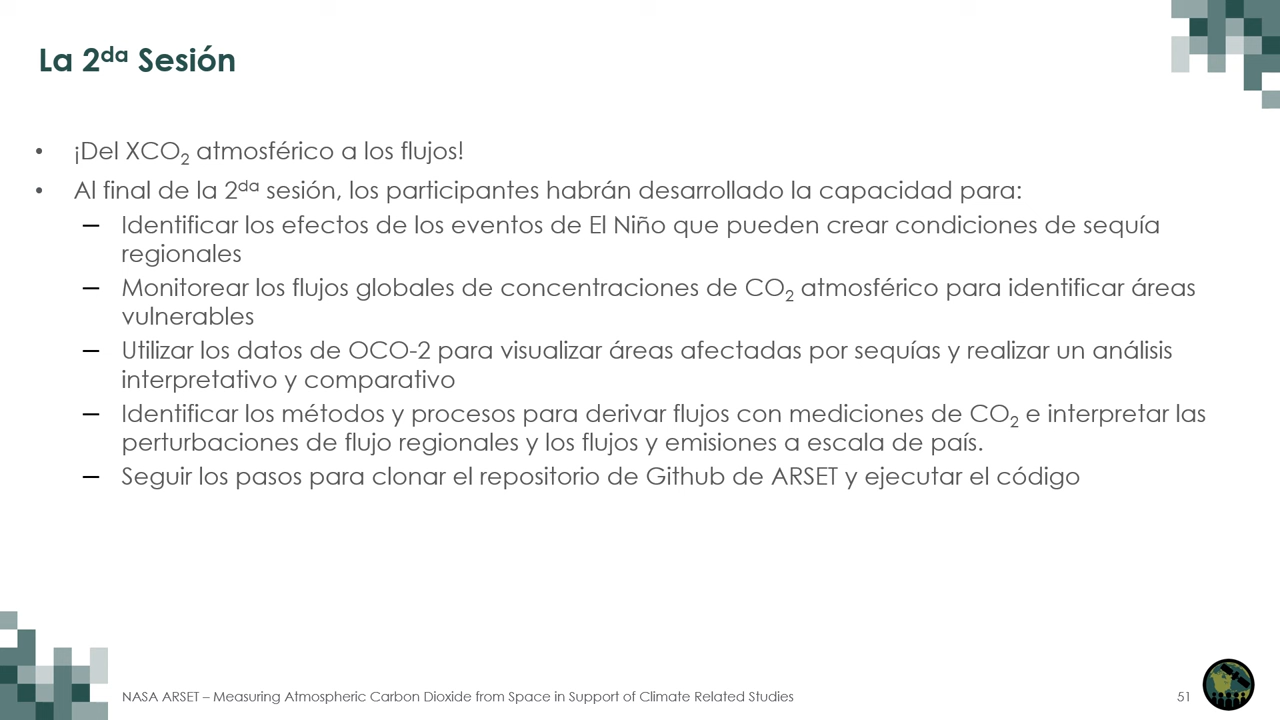 La 2da Sesión
• ¡Del XCO2 atmosférico a los flujos!
• Al final de la 2da sesión, los participantes habrán desarrollado la capacidad para:
– Identificar los efectos de los eventos de El Niño que pueden crear condiciones de sequía
regionales
– Monitorear los flujos globales de concentraciones de CO2 atmosférico para identificar áreas
vulnerables
– Utilizar los datos de OCO-2 para visualizar áreas afectadas por sequías y realizar un análisis
interpretativo y comparativo
– Identificar los métodos y procesos para derivar flujos con mediciones de CO2 e interpretar las
perturbaciones de flujo regionales y los flujos y emisiones a escala de país.
– Seguir los pasos para clonar el repositorio de Github de ARSET y ejecutar el código
NASA ARSET – Measuring Atmospheric Carbon Dioxide from Space in Support of Climate Related Studies
51